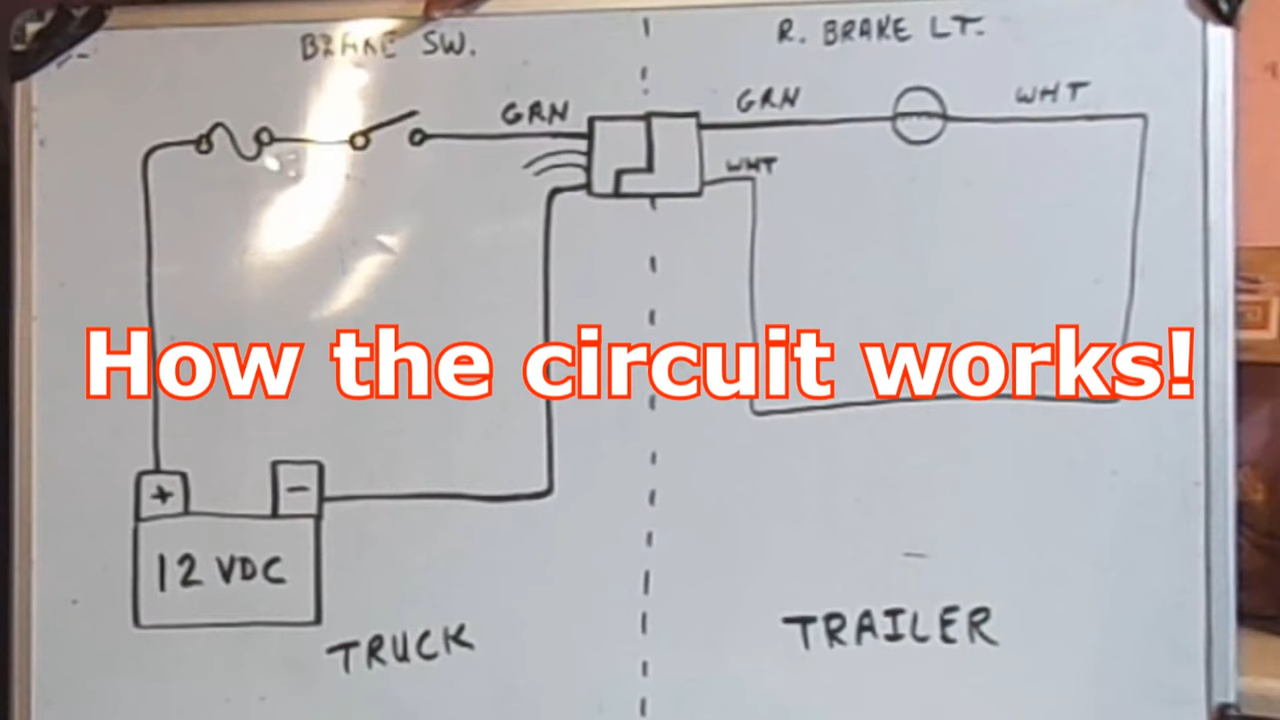 BRAKE SW.
R. BRAKE LT.
GRN
GRN
WHT
WHT
How the circuit works!
+
−
12 VDC
TRUCK
TRAILER